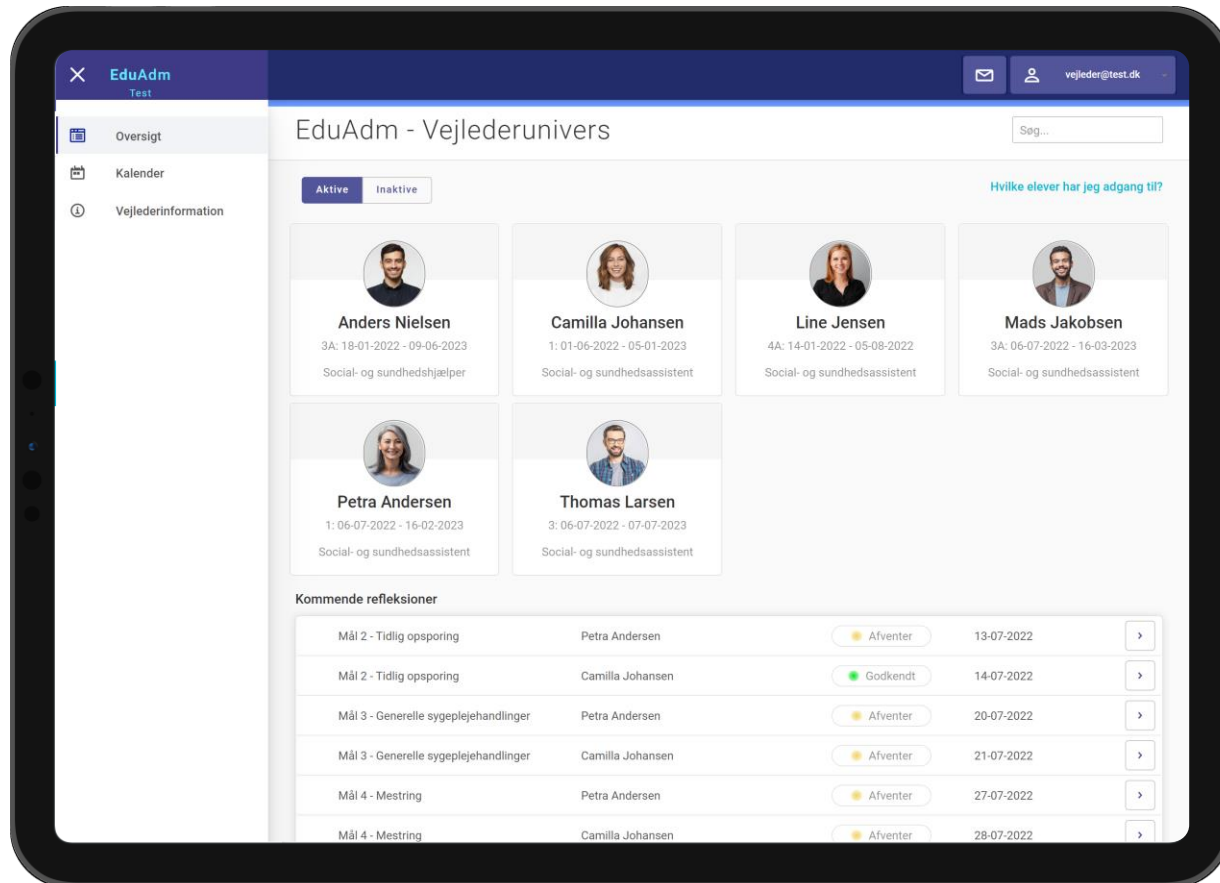 EduAdm
Test
vejleder@test.dk
Oversigt
Kalender
Vejlederinformation
EduAdm - Vejlederunivers
Søg...
Aktive
Inaktive
Hvilke elever har jeg adgang til?
Anders Nielsen
3A: 18-01-2022 - 09-06-2023
Social- og sundhedshjælper
Camilla Johansen
1: 01-06-2022 - 05-01-2023
Social- og sundhedsassistent
Line Jensen
4A: 14-01-2022 - 05-08-2022
Social- og sundhedsassistent
Mads Jakobsen
3A: 06-07-2022 - 16-03-2023
Social- og sundhedsassistent
Petra Andersen
1: 06-07-2022 - 16-02-2023
Social- og sundhedsassistent
Thomas Larsen
3: 06-07-2022 - 07-07-2023
Social- og sundhedsassistent
Kommende refleksioner
Mål 2 - Tidlig opsporing Petra Andersen Afventer 13-07-2022
Mål 2 - Tidlig opsporing Camilla Johansen Godkendt 14-07-2022
Mål 3 - Generelle sygeplejehandlinger Petra Andersen Afventer 20-07-2022
Mål 3 - Generelle sygeplejehandlinger Camilla Johansen Afventer 21-07-2022
Mål 4 - Mestring Petra Andersen Afventer 27-07-2022
Mål 4 - Mestring Camilla Johansen Afventer 28-07-2022